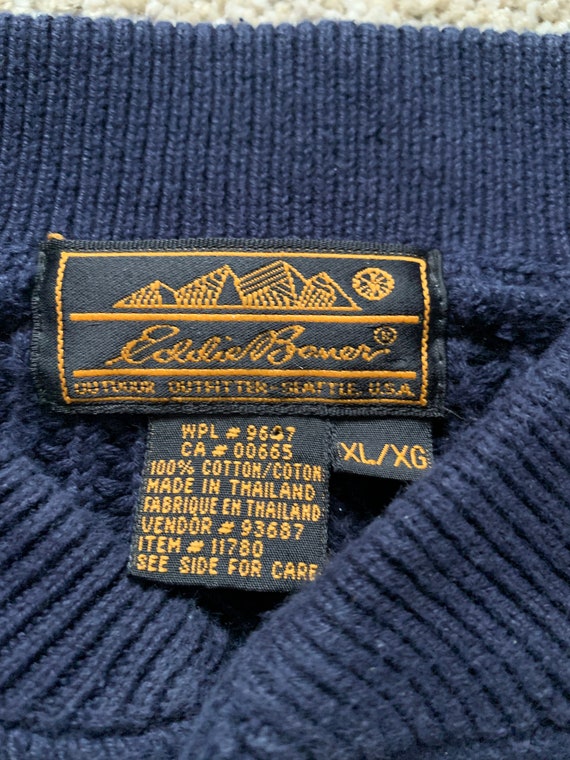 Eddie Bauer®
OUTDOOR OUTFITTER-SEATTLE, U.S.A.
WPL # 9647
CA # 00665
100% COTTON/COTON
MADE IN THAILAND
FABRIQUE EN THAILAND
VENDOR # 93687
ITEM # 11780
SEE SIDE FOR CARE
XL/XG